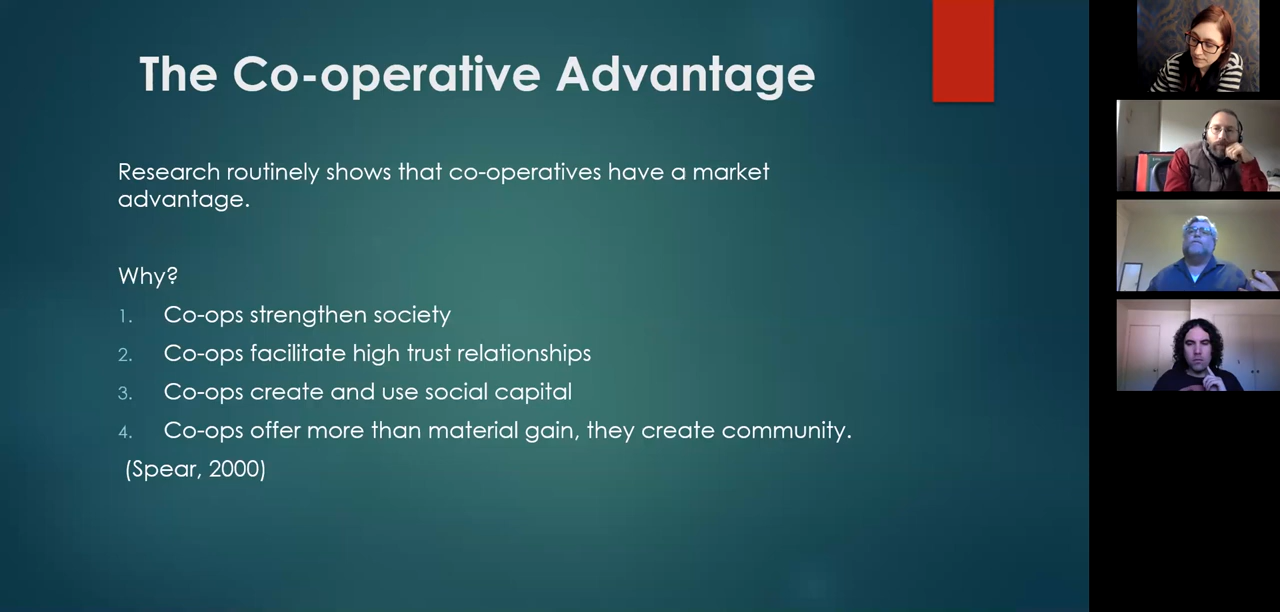 The Co-operative Advantage
Research routinely shows that co-operatives have a market
advantage.
Why?
1. Co-ops strengthen society
2. Co-ops facilitate high trust relationships
3. Co-ops create and use social capital
4. Co-ops offer more than material gain, they create community.
(Spear, 2000)